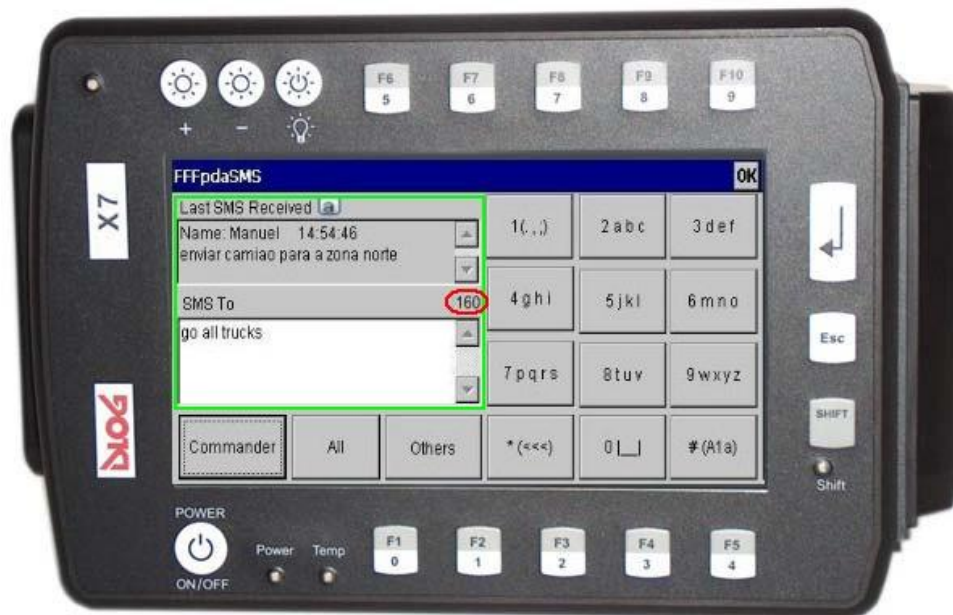 + -
F6 5
F7 6
F8 7
F9 8
F10 9
X7
FFFpdaSMS OK
Last SMS Received a
Name: Manuel 14:54:46
enviar camiao para a zona norte
SMS To 160
go all trucks
Commander All Others
1(. , ;) 2abc 3def
4ghi 5jkl 6mno
7pqrs 8tuv 9wxyz
*(<<<) 0|__| #(A1a)
Esc
SHIFT
Shift
POWER
ON/OFF
Power Temp
F1 0
F2 1
F3 2
F4 3
F5 4